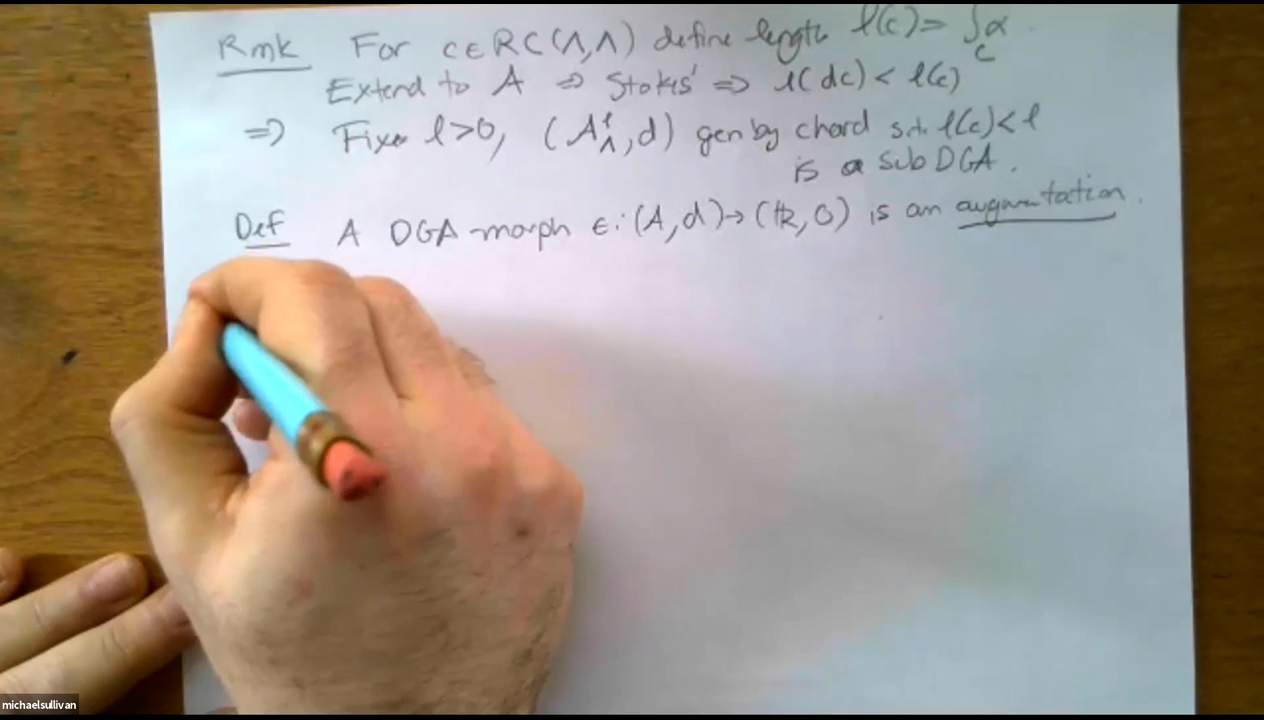 Rmk For c∈RC(Λ,Λ) define length l(c)= ∫_c α
Extend to A ⇒ Stokes' ⇒ l(dc) < l(c)
⇒ Fix l>0, (A^l_Λ, d) gen by chord s.t. l(c)<l
is a sub DGA.
Def A DGA-morph ϵ: (A,d)→(k,0) is an augmentation.
michaelsullivan